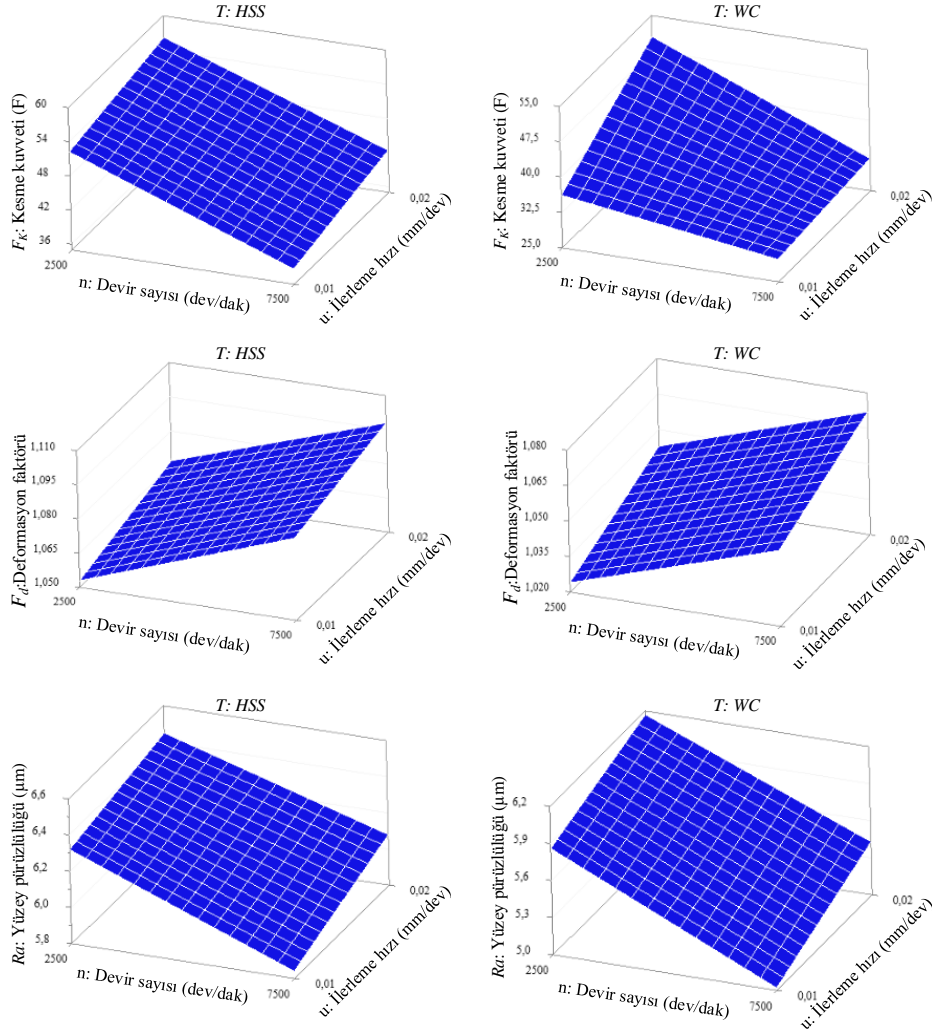 T: HSS
F_K: Kesme kuvveti (F)
60
54
48
42
36
2500
n: Devir sayısı (dev/dak)
7500
0,01
u: İlerleme hızı (mm/dev)
0,02
T: WC
F_K: Kesme kuvveti (F)
55,0
47,5
40,0
32,5
25,0
2500
n: Devir sayısı (dev/dak)
7500
0,01
u: İlerleme hızı (mm/dev)
0,02
T: HSS
F_d:Deformasyon faktörü
1,110
1,095
1,080
1,065
1,050
2500
n: Devir sayısı (dev/dak)
7500
0,01
u: İlerleme hızı (mm/dev)
0,02
T: WC
F_d:Deformasyon faktörü
1,080
1,065
1,050
1,035
1,020
2500
n: Devir sayısı (dev/dak)
7500
0,01
u: İlerleme hızı (mm/dev)
0,02
T: HSS
Ra: Yüzey pürüzlülüğü (µm)
6,6
6,4
6,2
6,0
5,8
2500
n: Devir sayısı (dev/dak)
7500
0,01
u: İlerleme hızı (mm/dev)
0,02
T: WC
Ra: Yüzey pürüzlülüğü (µm)
6,2
5,9
5,6
5,3
5,0
2500
n: Devir sayısı (dev/dak)
7500
0,01
u: İlerleme hızı (mm/dev)
0,02